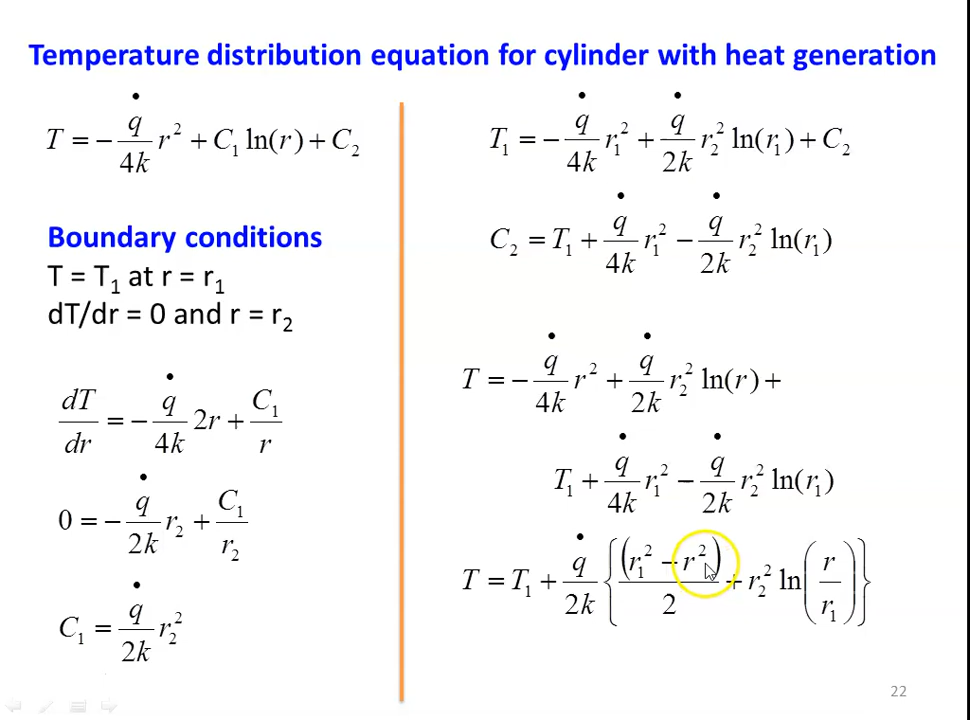 Temperature distribution equation for cylinder with heat generation
T = − q̇/4k r² + C₁ ln(r) + C₂
Boundary conditions
T = T₁ at r = r₁
dT/dr = 0 and r = r₂
dT/dr = − q̇/4k 2r + C₁/r
0 = − q̇/2k r₂ + C₁/r₂
C₁ = q̇/2k r₂²
T₁ = − q̇/4k r₁² + q̇/2k r₂² ln(r₁) + C₂
C₂ = T₁ + q̇/4k r₁² − q̇/2k r₂² ln(r₁)
T = − q̇/4k r² + q̇/2k r₂² ln(r) +
T₁ + q̇/4k r₁² − q̇/2k r₂² ln(r₁)
T = T₁ + q̇/2k {(r₁² − r²)/2 + r₂² ln(r/r₁)}
22